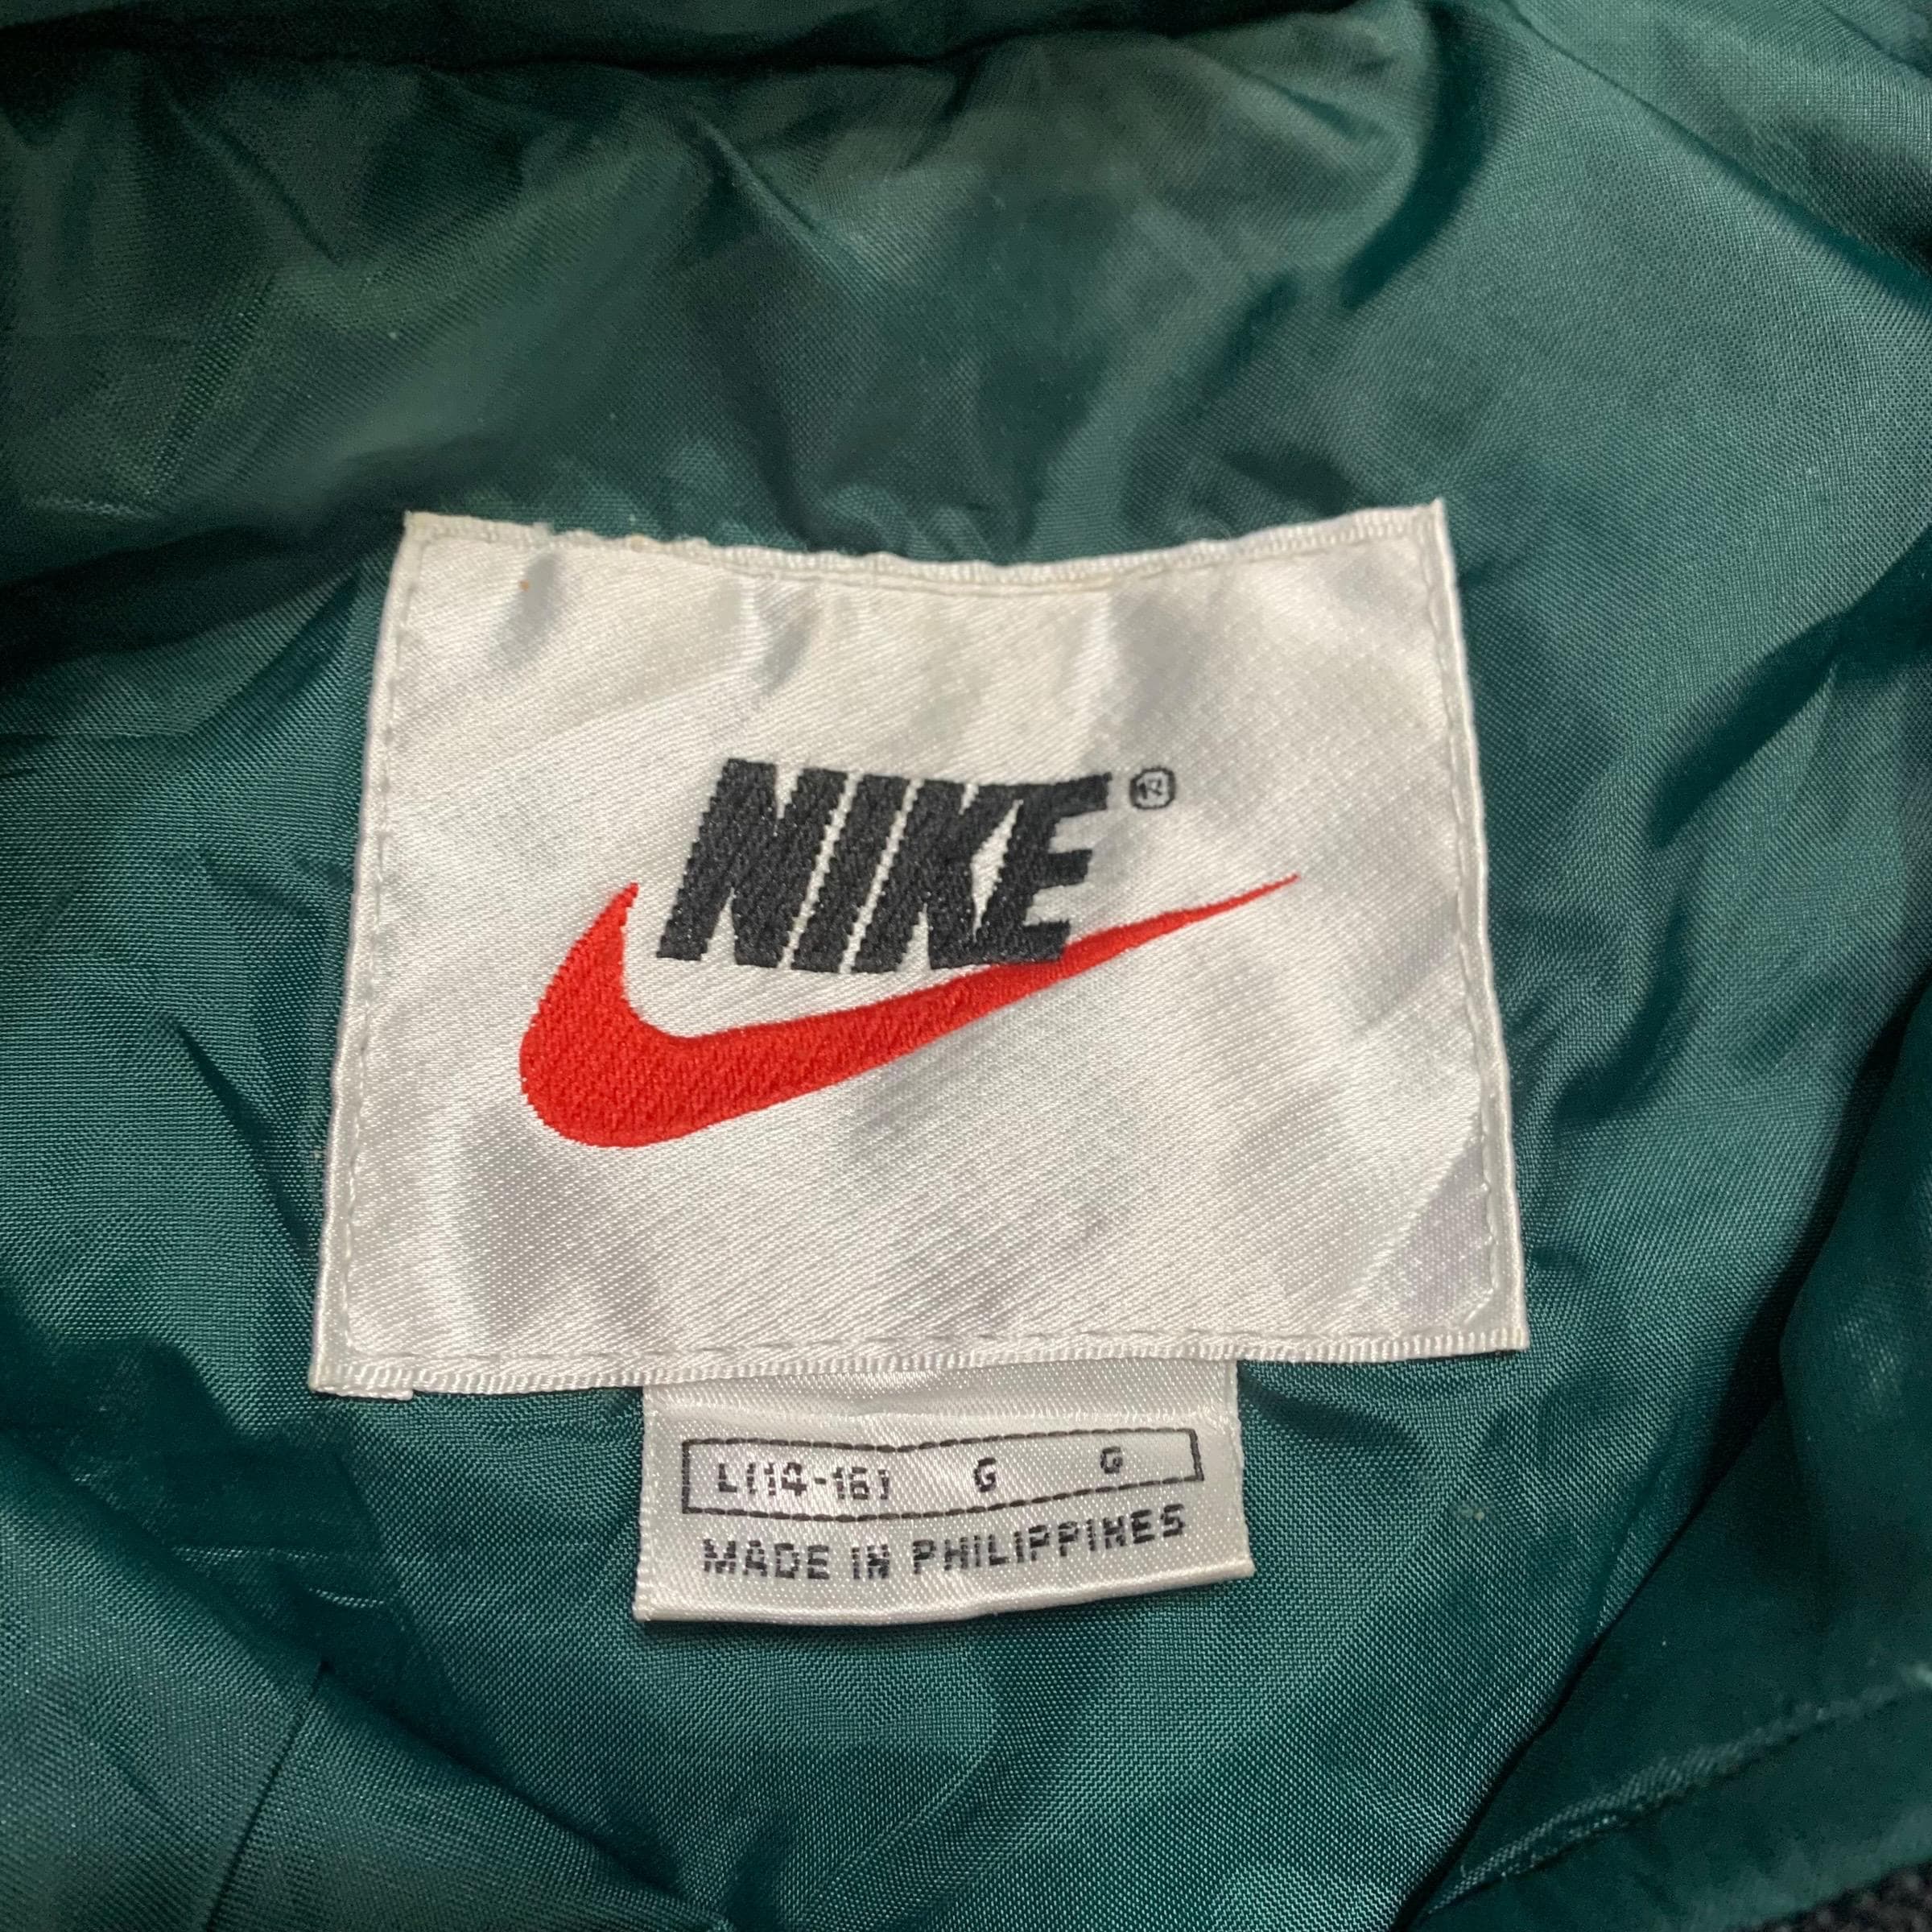 NIKE®
L(14-16) G G
MADE IN PHILIPPINES